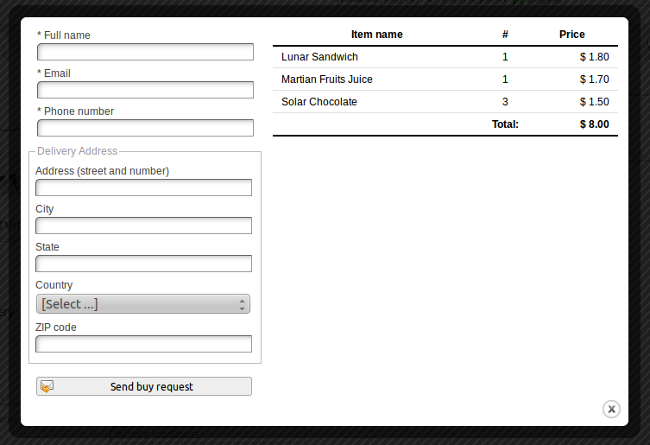 * Full name
* Email
* Phone number
Delivery Address
Address (street and number)
City
State
Country
[Select ...]
ZIP code
Send buy request
Item name # Price
Lunar Sandwich 1 $ 1.80
Martian Fruits Juice 1 $ 1.70
Solar Chocolate 3 $ 1.50
Total: $ 8.00
x